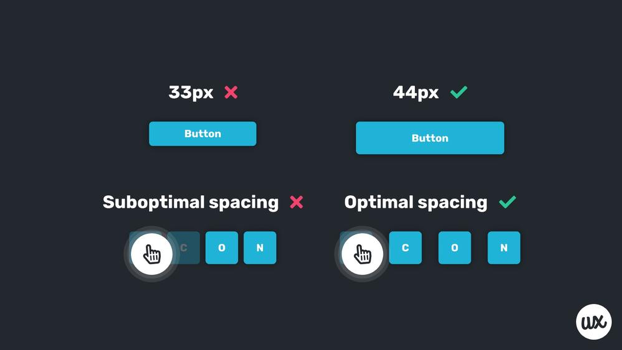 33px
44px
Button
Button
Suboptimal spacing
Optimal spacing
C O N
C O N
ux